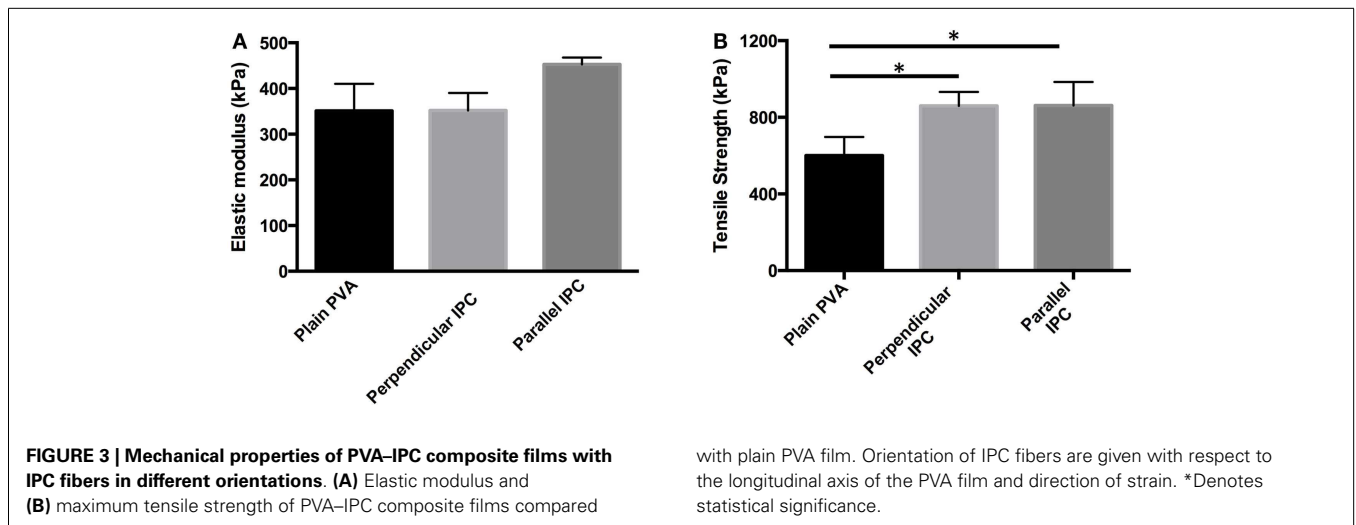 A
500
400
300
200
100
0
Elastic modulus (kPa)
Plain PVA
Perpendicular IPC
Parallel IPC
B
1200
800
400
0
Tensile Strength (kPa)
*
*
Plain PVA
Perpendicular
IPC
Parallel
IPC
FIGURE 3 | Mechanical properties of PVA–IPC composite films with
IPC fibers in different orientations. (A) Elastic modulus and
(B) maximum tensile strength of PVA–IPC composite films compared
with plain PVA film. Orientation of IPC fibers are given with respect to
the longitudinal axis of the PVA film and direction of strain. *Denotes
statistical significance.